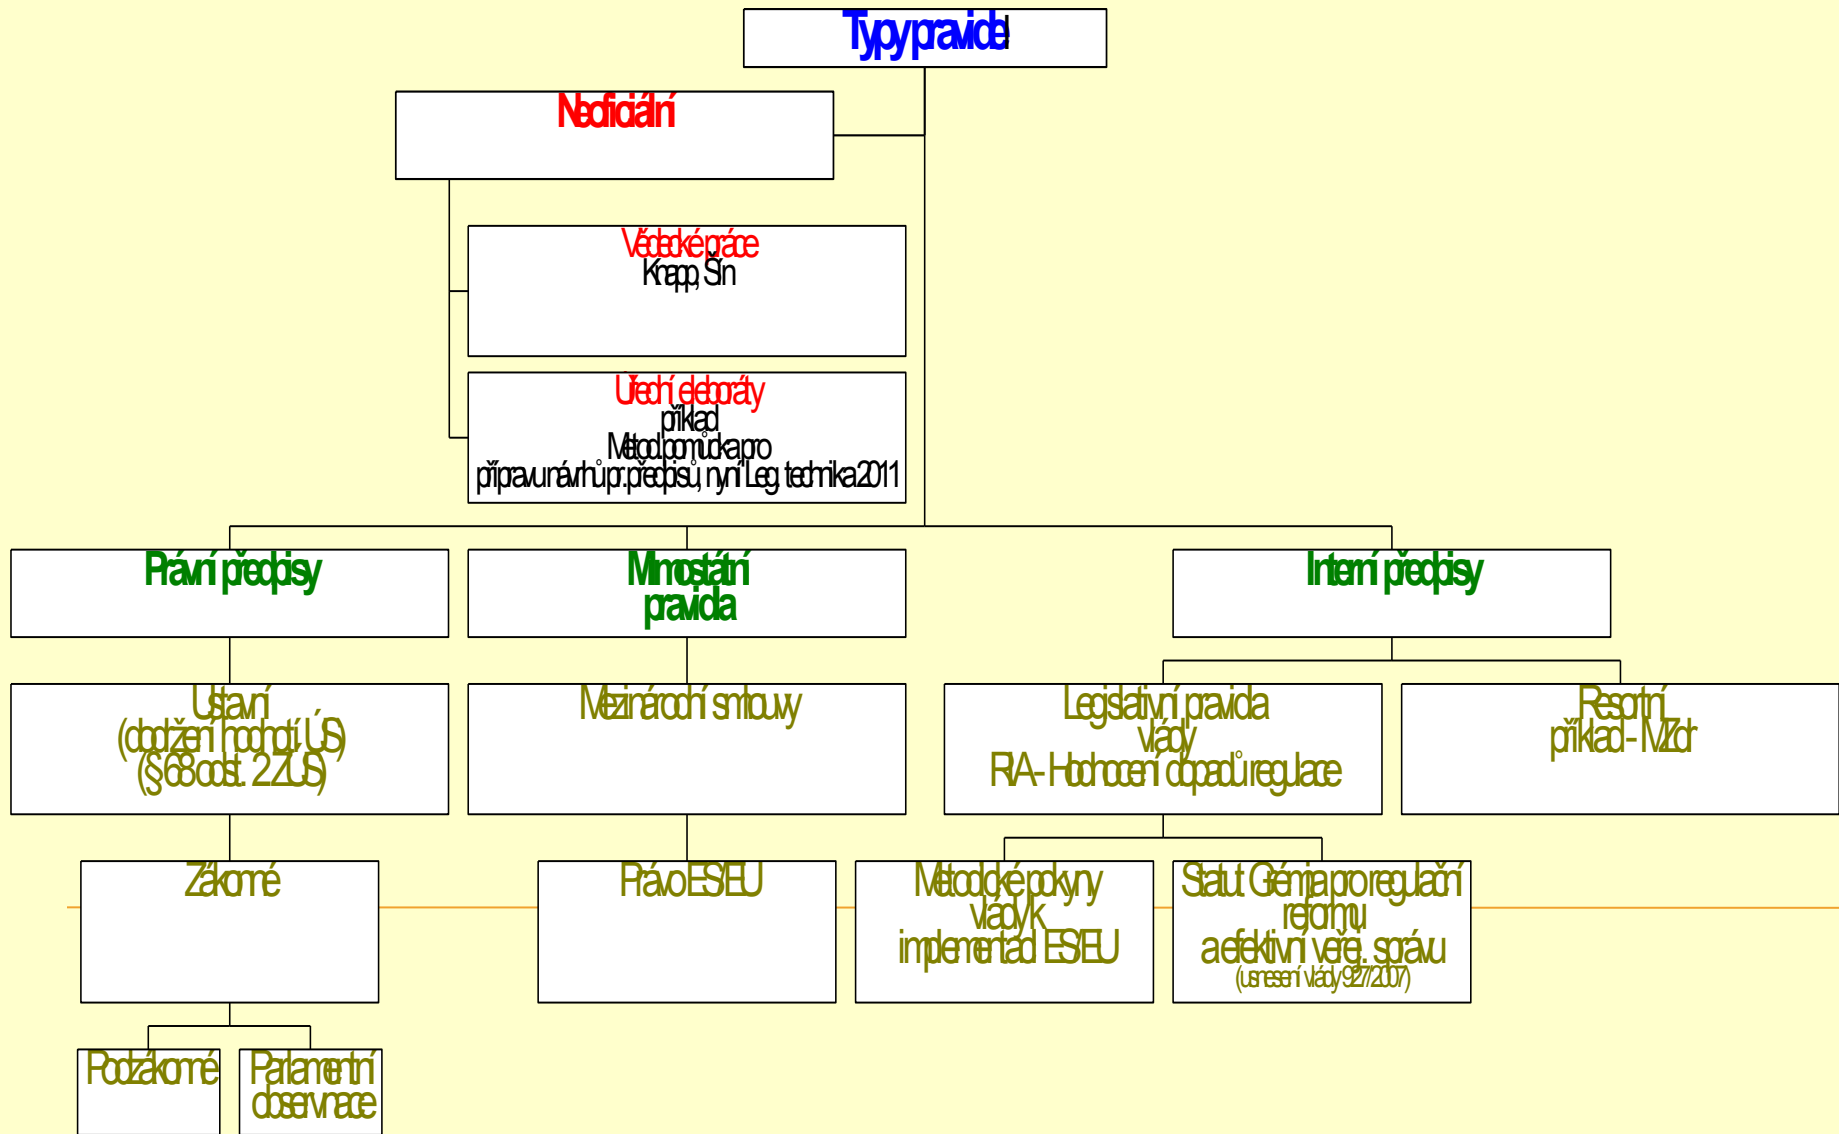 Typy pravidel
Neoficiální
Vědecké práce
Knapp, Šín
Úřední eleboráty
příklad
Metod.pomůcka pro
přípravu návrhů pr.předpisů, nyní Leg. technika 2011
Právní předpisy
Mimostátní
pravidla
Interní předpisy
Ústavní
(dodržení hodnotí ÚS)
(§ 68 odst. 2 ZÚS)
Mezinárodní smlouvy
Legislativní pravidla
vlády
RIA - Hodnocení dopadů regulace
Resortní
příklad - MZdr
Zákonné
Právo ES/EU
Metodické pokyny
vlády k
implementaci ES/EU
Statut Grémia pro regulační
reformu
a efektivní veřej. správu
(usnesení vlády 927/2007)
Podzákonné
Parlamentní
observnace